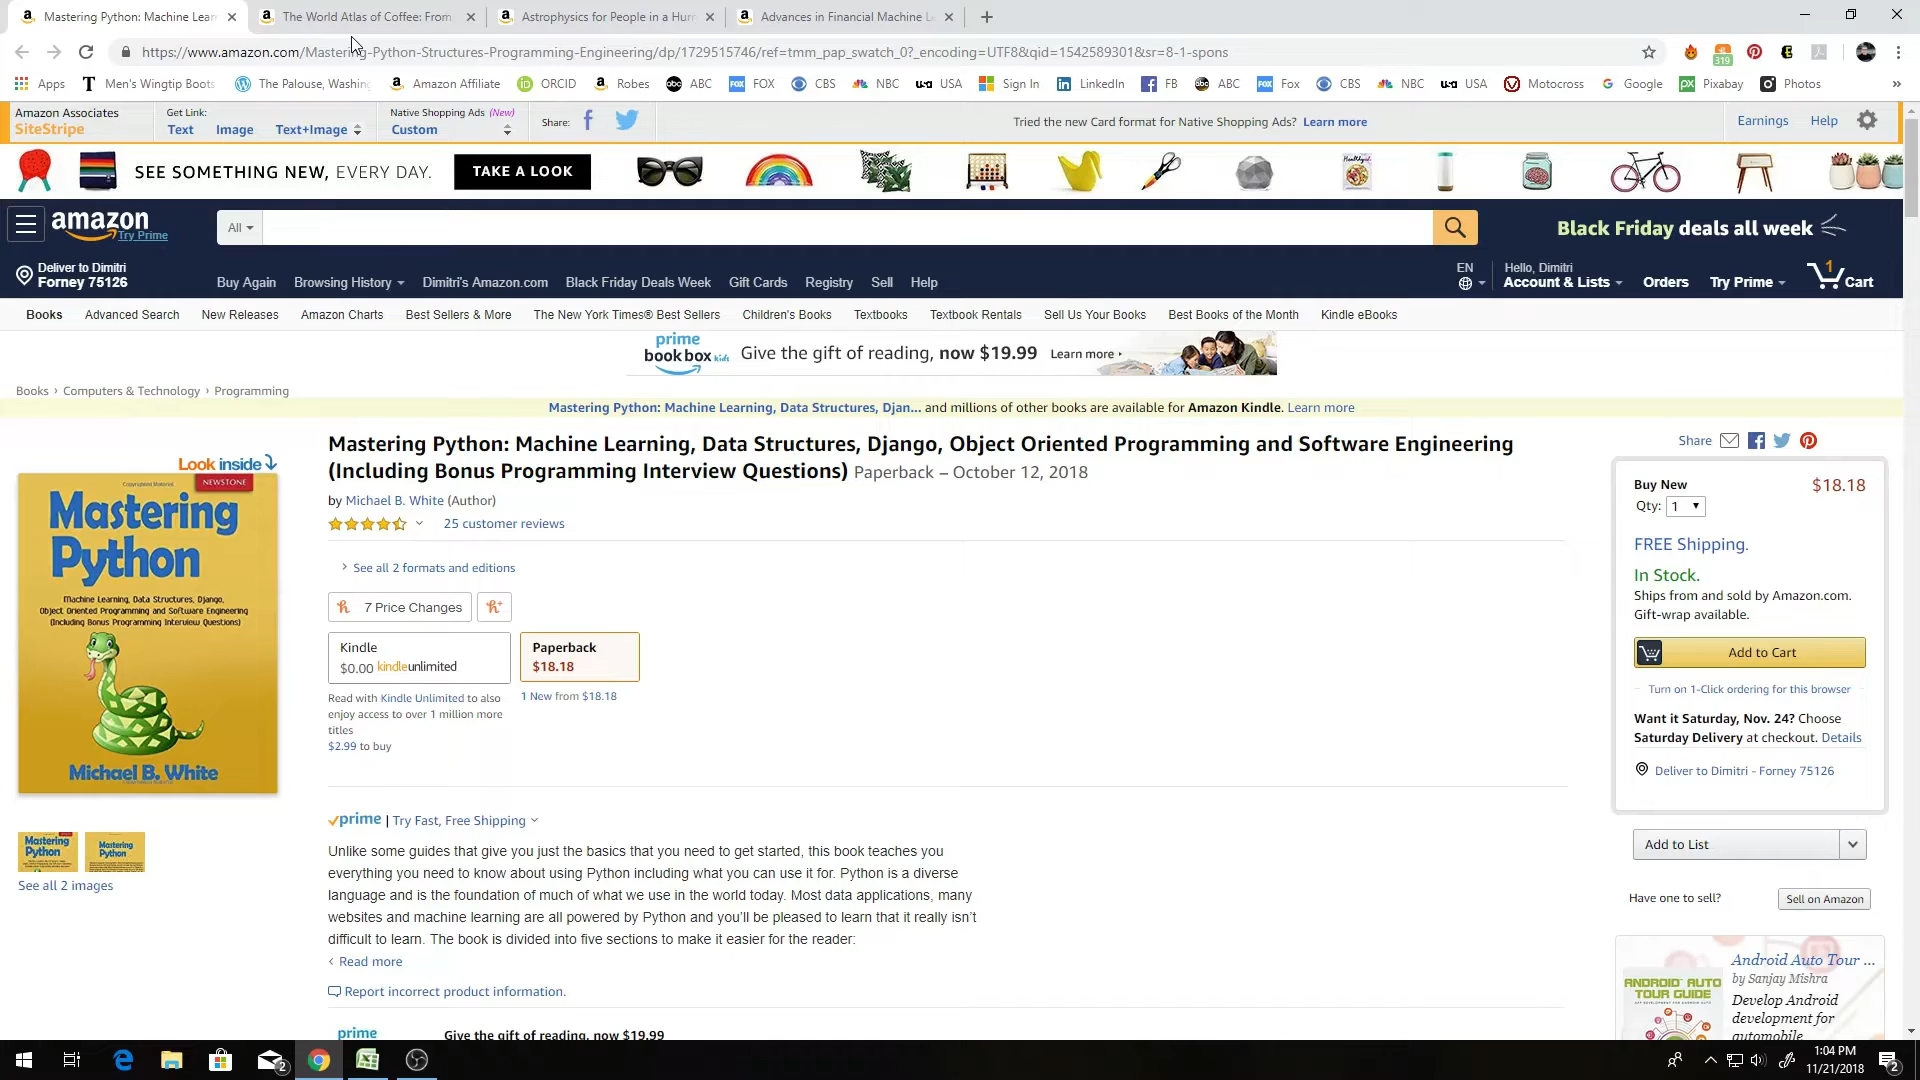 Mastering Python: Machine Lear
The World Atlas of Coffee: From
Astrophysics for People in a Hurr
Advances in Financial Machine L
https://www.amazon.com/Mastering-Python-Structures-Programming-Engineering/dp/1729515746/ref=tmm_pap_swatch_0?_encoding=UTF8&qid=1542589301&sr=8-1-spons
319
Apps Men's Wingtip Boots The Palouse, Washing Amazon Affiliate ORCID Robes ABC FOX CBS NBC USA Sign In LinkedIn FB ABC Fox CBS NBC USA Motocross Google Pixabay Photos »
Amazon Associates
SiteStripe
Get Link:
Text Image Text+Image
Native Shopping Ads (New)
Custom
Share:
Tried the new Card format for Native Shopping Ads? Learn more
Earnings Help
SEE SOMETHING NEW, EVERY DAY. TAKE A LOOK
amazon
Try Prime
All
Black Friday deals all week
Deliver to Dimitri
Forney 75126
Buy Again Browsing History Dimitri's Amazon.com Black Friday Deals Week Gift Cards Registry Sell Help
EN
Hello, Dimitri
Account & Lists
Orders
Try Prime
1
Cart
Books Advanced Search New Releases Amazon Charts Best Sellers & More The New York Times® Best Sellers Children's Books Textbooks Textbook Rentals Sell Us Your Books Best Books of the Month Kindle eBooks
prime
book box kids
Give the gift of reading, now $19.99 Learn more
Books › Computers & Technology › Programming
Mastering Python: Machine Learning, Data Structures, Djan... and millions of other books are available for Amazon Kindle. Learn more
Look inside
NEWSTONE
Mastering
Python
Machine Learning, Data Structures, Django,
Object Oriented Programming and Software Engineering
(Including Bonus Programming Interview Questions)
Michael B. White
Mastering
Python
Mastering
Python
See all 2 images
Mastering Python: Machine Learning, Data Structures, Django, Object Oriented Programming and Software Engineering
(Including Bonus Programming Interview Questions) Paperback – October 12, 2018
by Michael B. White (Author)
25 customer reviews
See all 2 formats and editions
7 Price Changes
Kindle
$0.00 kindleunlimited
Paperback
$18.18
Read with Kindle Unlimited to also
enjoy access to over 1 million more
titles
$2.99 to buy
1 New from $18.18
prime | Try Fast, Free Shipping
Unlike some guides that give you just the basics that you need to get started, this book teaches you
everything you need to know about using Python including what you can use it for. Python is a diverse
language and is the foundation of much of what we use in the world today. Most data applications, many
websites and machine learning are all powered by Python and you'll be pleased to learn that it really isn't
difficult to learn. The book is divided into five sections to make it easier for the reader:
‹ Read more
Report incorrect product information.
prime
Give the gift of reading, now $19.99
Share
Buy New $18.18
Qty: 1
FREE Shipping.
In Stock.
Ships from and sold by Amazon.com.
Gift-wrap available.
Add to Cart
Turn on 1-Click ordering for this browser
Want it Saturday, Nov. 24? Choose
Saturday Delivery at checkout. Details
Deliver to Dimitri - Forney 75126
Add to List
Have one to sell?
Sell on Amazon
Android Auto Tour ...
by Sanjay Mishra
Develop Android
development for
automobile
ANDROID AUTO
TOUR GUIDE
2
1:04 PM
11/21/2018
2